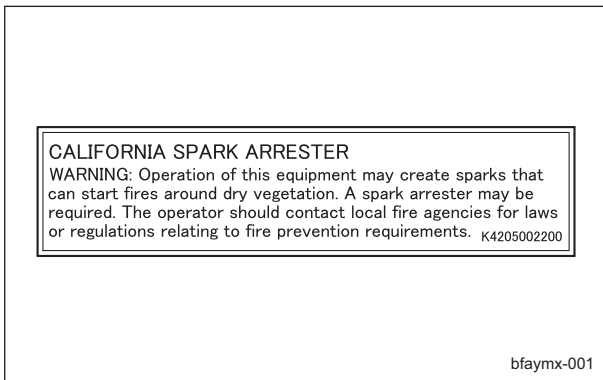 CALIFORNIA SPARK ARRESTER
WARNING: Operation of this equipment may create sparks that
can start fires around dry vegetation. A spark arrester may be
required. The operator should contact local fire agencies for laws
or regulations relating to fire prevention requirements. K4205002200
bfaymx-001